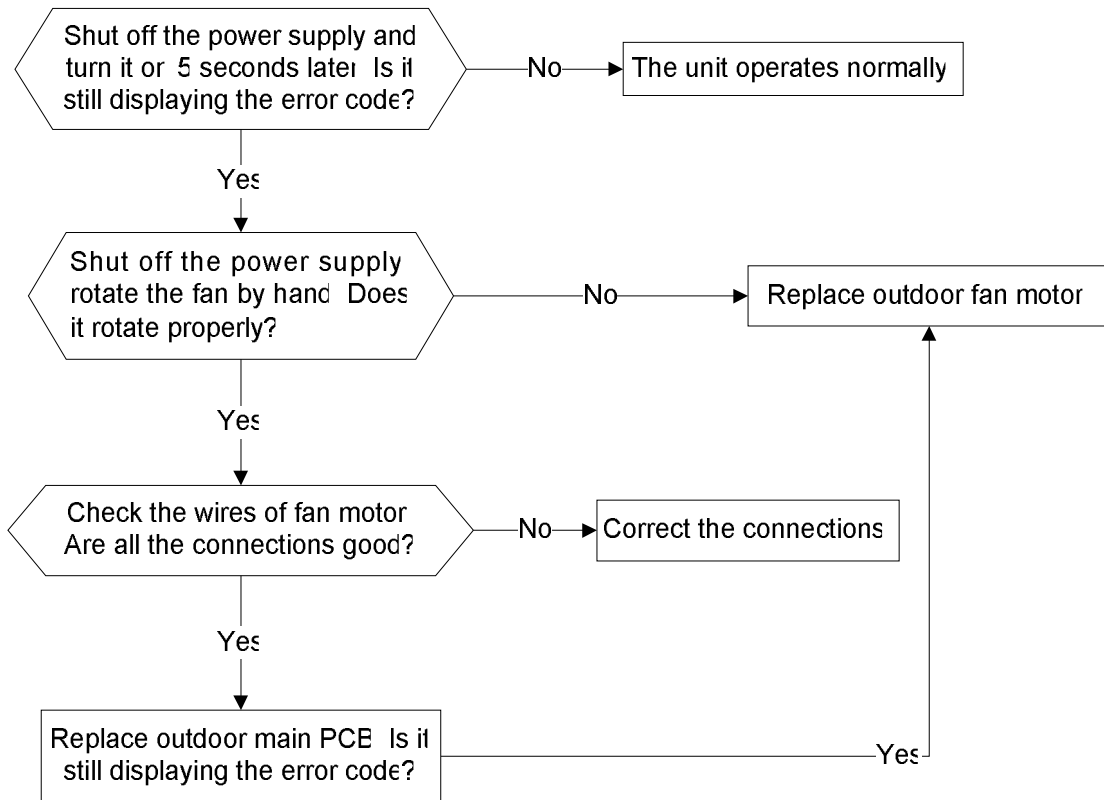 Shut off the power supply and
turn it or 5 seconds later Is it
still displaying the error code?
No
The unit operates normally
Yes
Shut off the power supply
rotate the fan by hand Does
it rotate properly?
No
Replace outdoor fan motor
Yes
Check the wires of fan motor
Are all the connections good?
No
Correct the connections
Yes
Replace outdoor main PCB Is it
still displaying the error code?
Yes